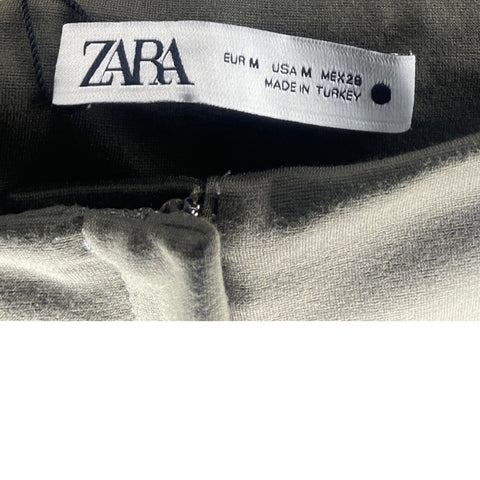 ZARA
EUR M USA M MEX 28
MADE IN TURKEY